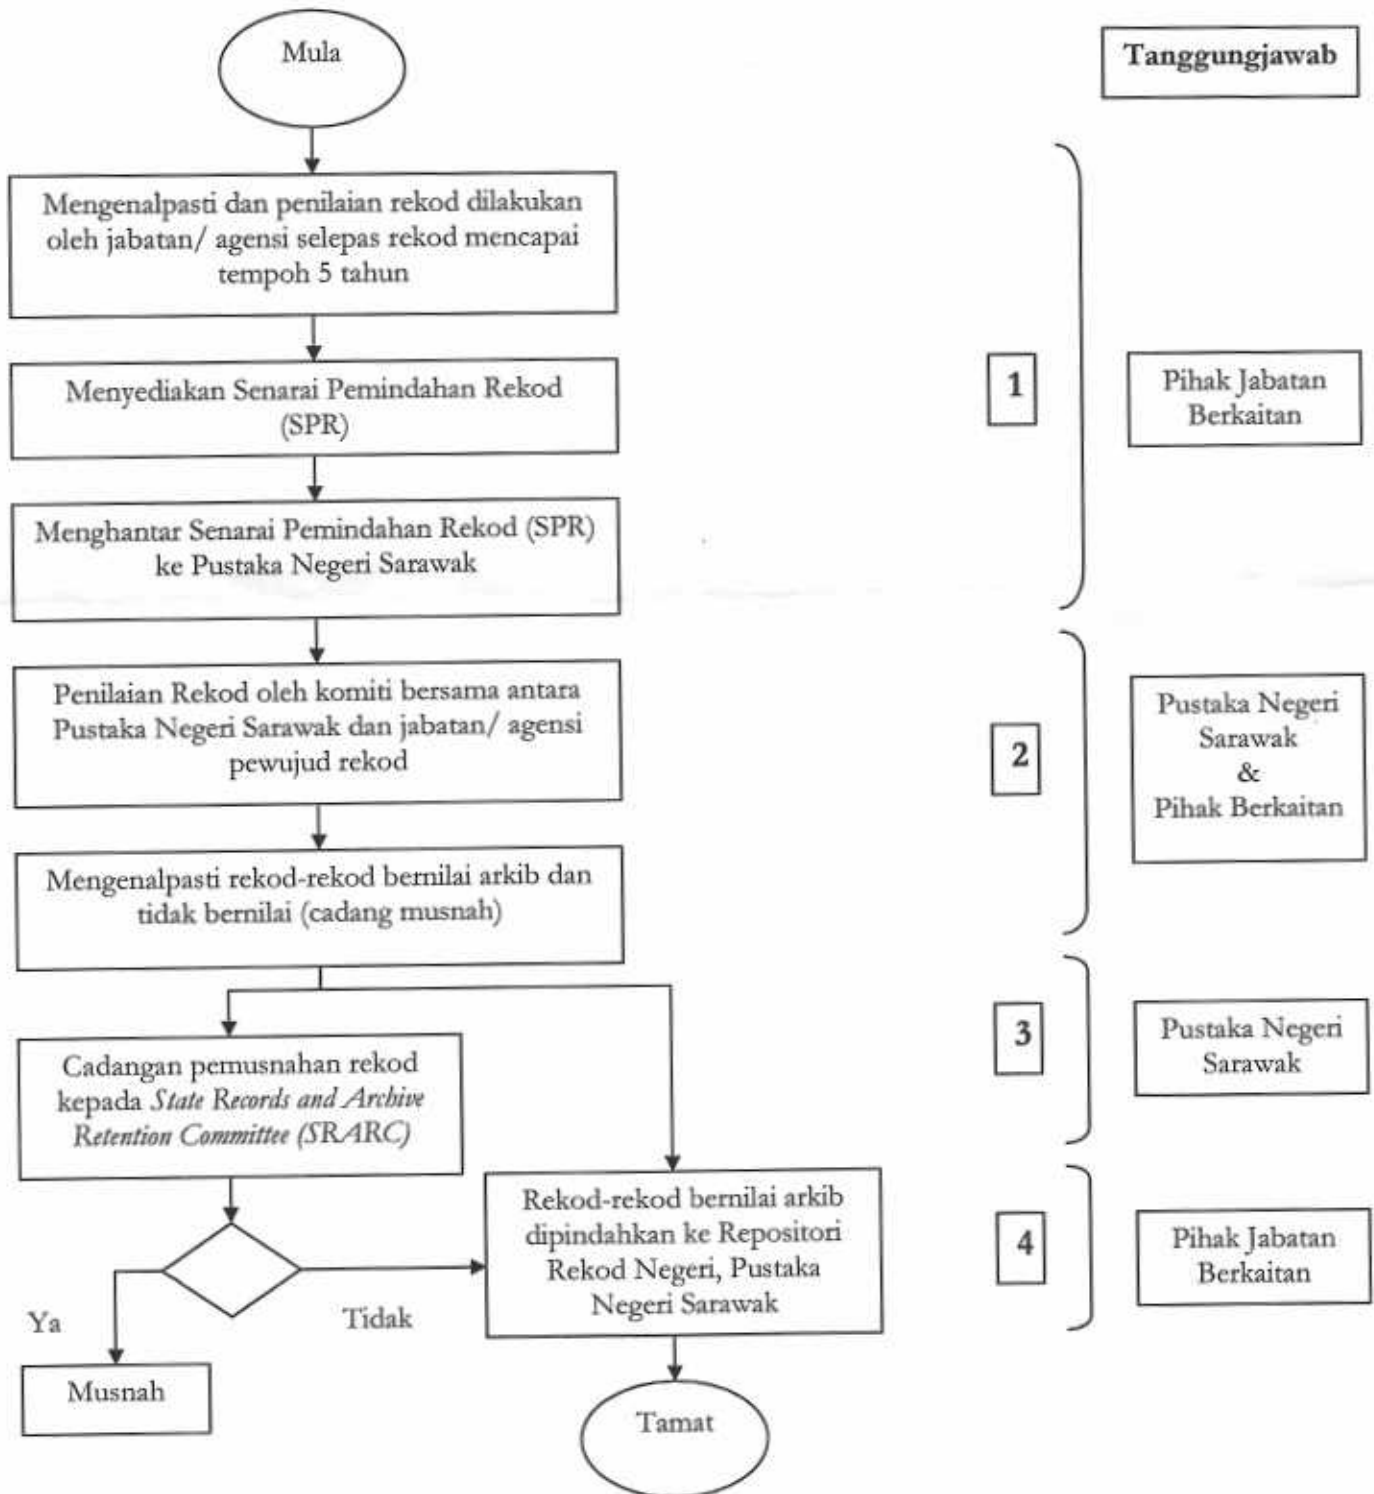 Mula
Tanggungjawab
Mengenalpasti dan penilaian rekod dilakukan
oleh jabatan/ agensi selepas rekod mencapai
tempoh 5 tahun
Menyediakan Senarai Pemindahan Rekod
(SPR)
Menghantar Senarai Pemindahan Rekod (SPR)
ke Pustaka Negeri Sarawak
1
Pihak Jabatan
Berkaitan
Penilaian Rekod oleh komiti bersama antara
Pustaka Negeri Sarawak dan jabatan/ agensi
pewujud rekod
Mengenalpasti rekod-rekod bernilai arkib dan
tidak bernilai (cadang musnah)
2
Pustaka Negeri
Sarawak
&
Pihak Berkaitan
Cadangan pemusnahan rekod
kepada State Records and Archive
Retention Committee (SRARC)
3
Pustaka Negeri
Sarawak
Rekod-rekod bernilai arkib
dipindahkan ke Repositori
Rekod Negeri, Pustaka
Negeri Sarawak
4
Pihak Jabatan
Berkaitan
Ya
Tidak
Musnah
Tamat